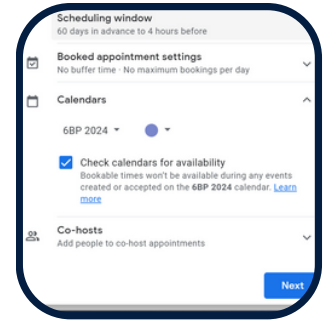 Scheduling window
60 days in advance to 4 hours before
Booked appointment settings
No buffer time · No maximum bookings per day
Calendars
6BP 2024
Check calendars for availability
Bookable times won't be available during any events
created or accepted on the 6BP 2024 calendar. Learn
more
Co-hosts
Add people to co-host appointments
Next